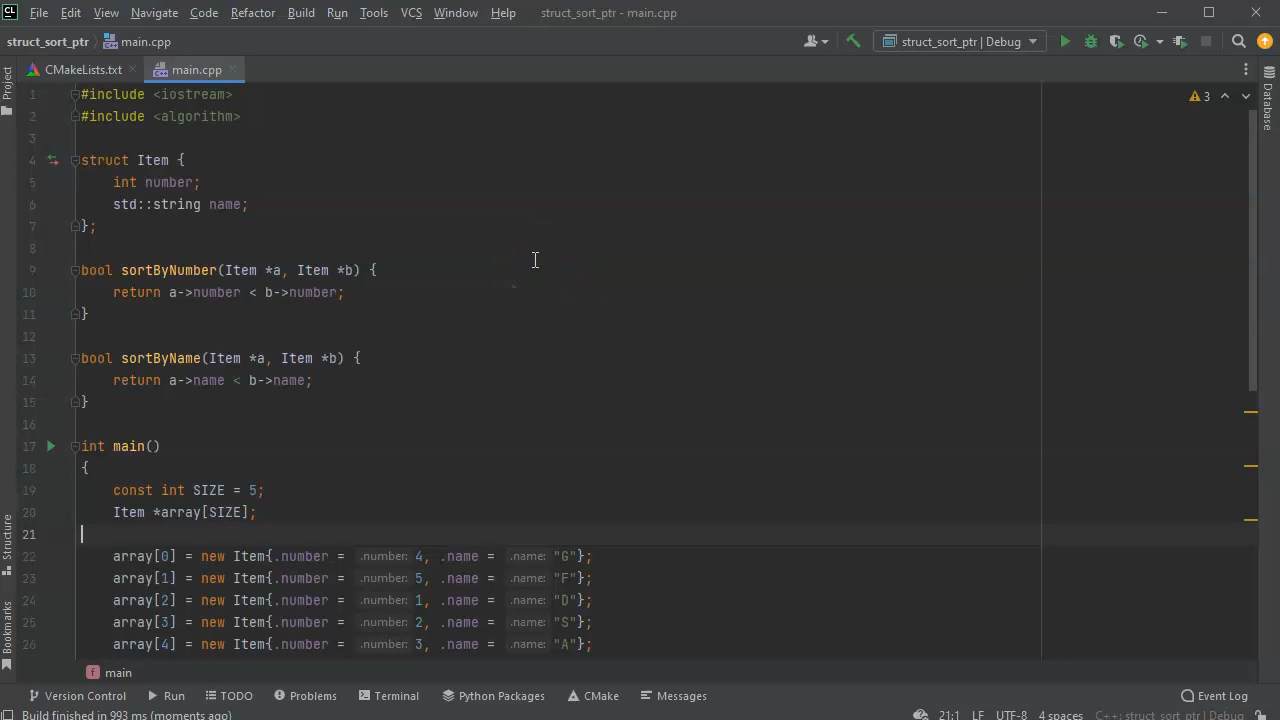 CL File Edit View Navigate Code Refactor Build Run Tools VCS Window Help struct_sort_ptr - main.cpp
struct_sort_ptr main.cpp struct_sort_ptr | Debug
Project CMakeLists.txt main.cpp Database
1 #include <iostream> 3
2 #include <algorithm>
3
4 struct Item {
5 int number;
6 std::string name;
7 };
8
9 bool sortByNumber(Item *a, Item *b) {
10 return a->number < b->number;
11 }
12
13 bool sortByName(Item *a, Item *b) {
14 return a->name < b->name;
15 }
16
17 int main()
18 {
19 const int SIZE = 5;
20 Item *array[SIZE];
21
22 array[0] = new Item{.number = .number: 4, .name = .name: "G"};
23 array[1] = new Item{.number = .number: 5, .name = .name: "F"};
24 array[2] = new Item{.number = .number: 1, .name = .name: "D"};
25 array[3] = new Item{.number = .number: 2, .name = .name: "S"};
26 array[4] = new Item{.number = .number: 3, .name = .name: "A"};
Structure
Bookmarks
f main
Version Control Run TODO Problems Terminal Python Packages CMake Messages Event Log
Build finished in 993 ms (moments ago) 21:1 LF UTF-8 4 spaces C++: struct_sort_ptr | Debug